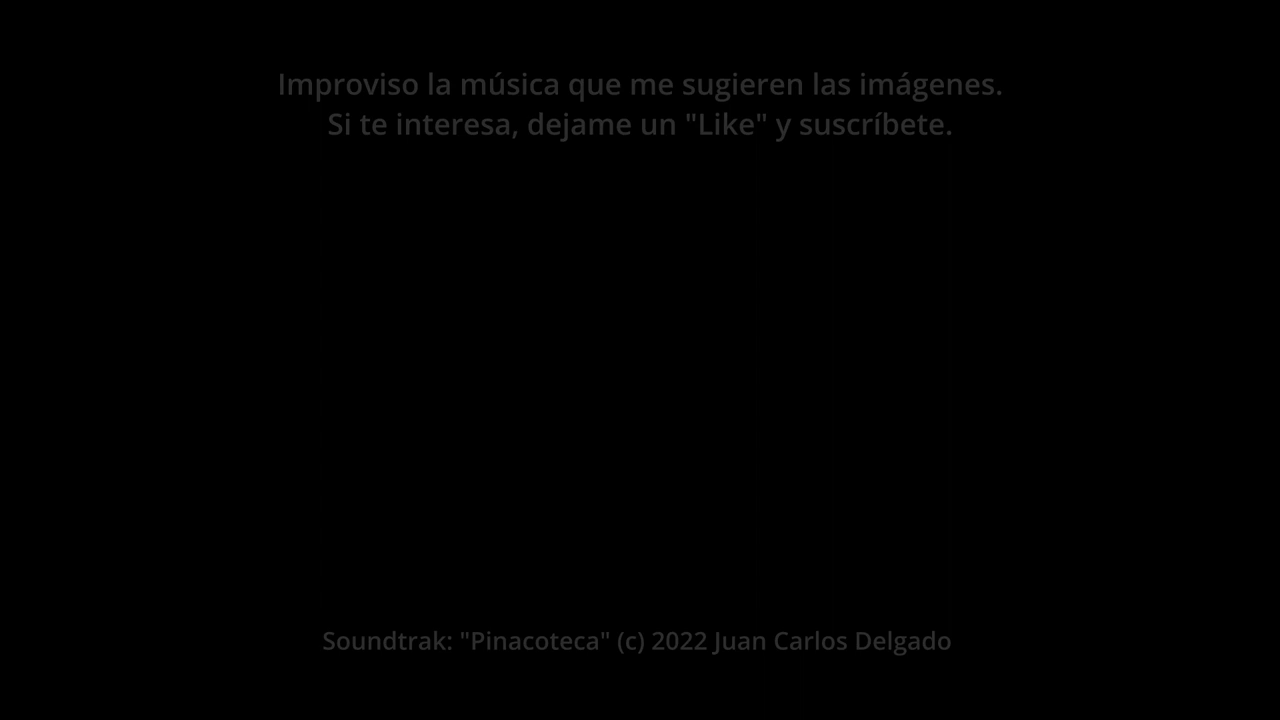 Improviso la música que me sugieren las imágenes.
Si te interesa, dejame un "Like" y suscríbete.
Soundtrak: "Pinacoteca" (c) 2022 Juan Carlos Delgado